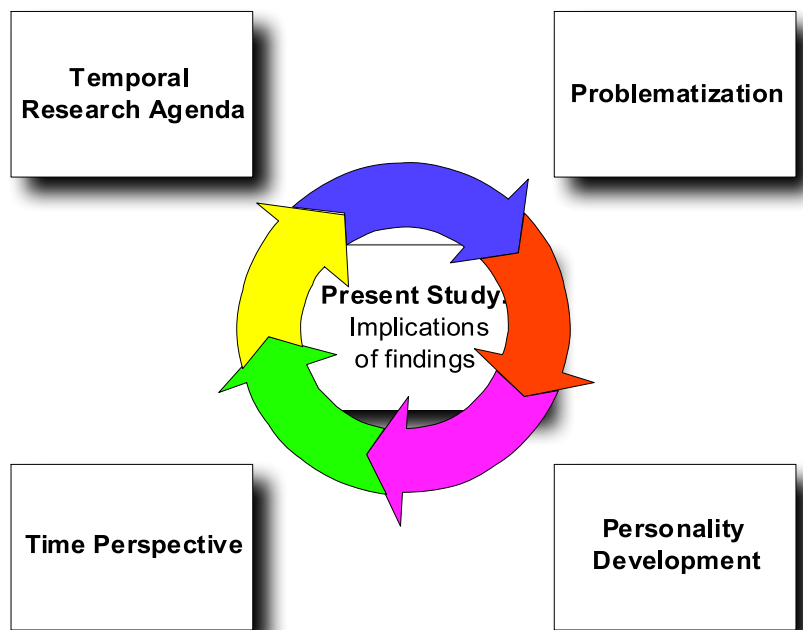 Temporal
Research Agenda
Problematization
Present Study:
Implications
of findings
Time Perspective
Personality
Development